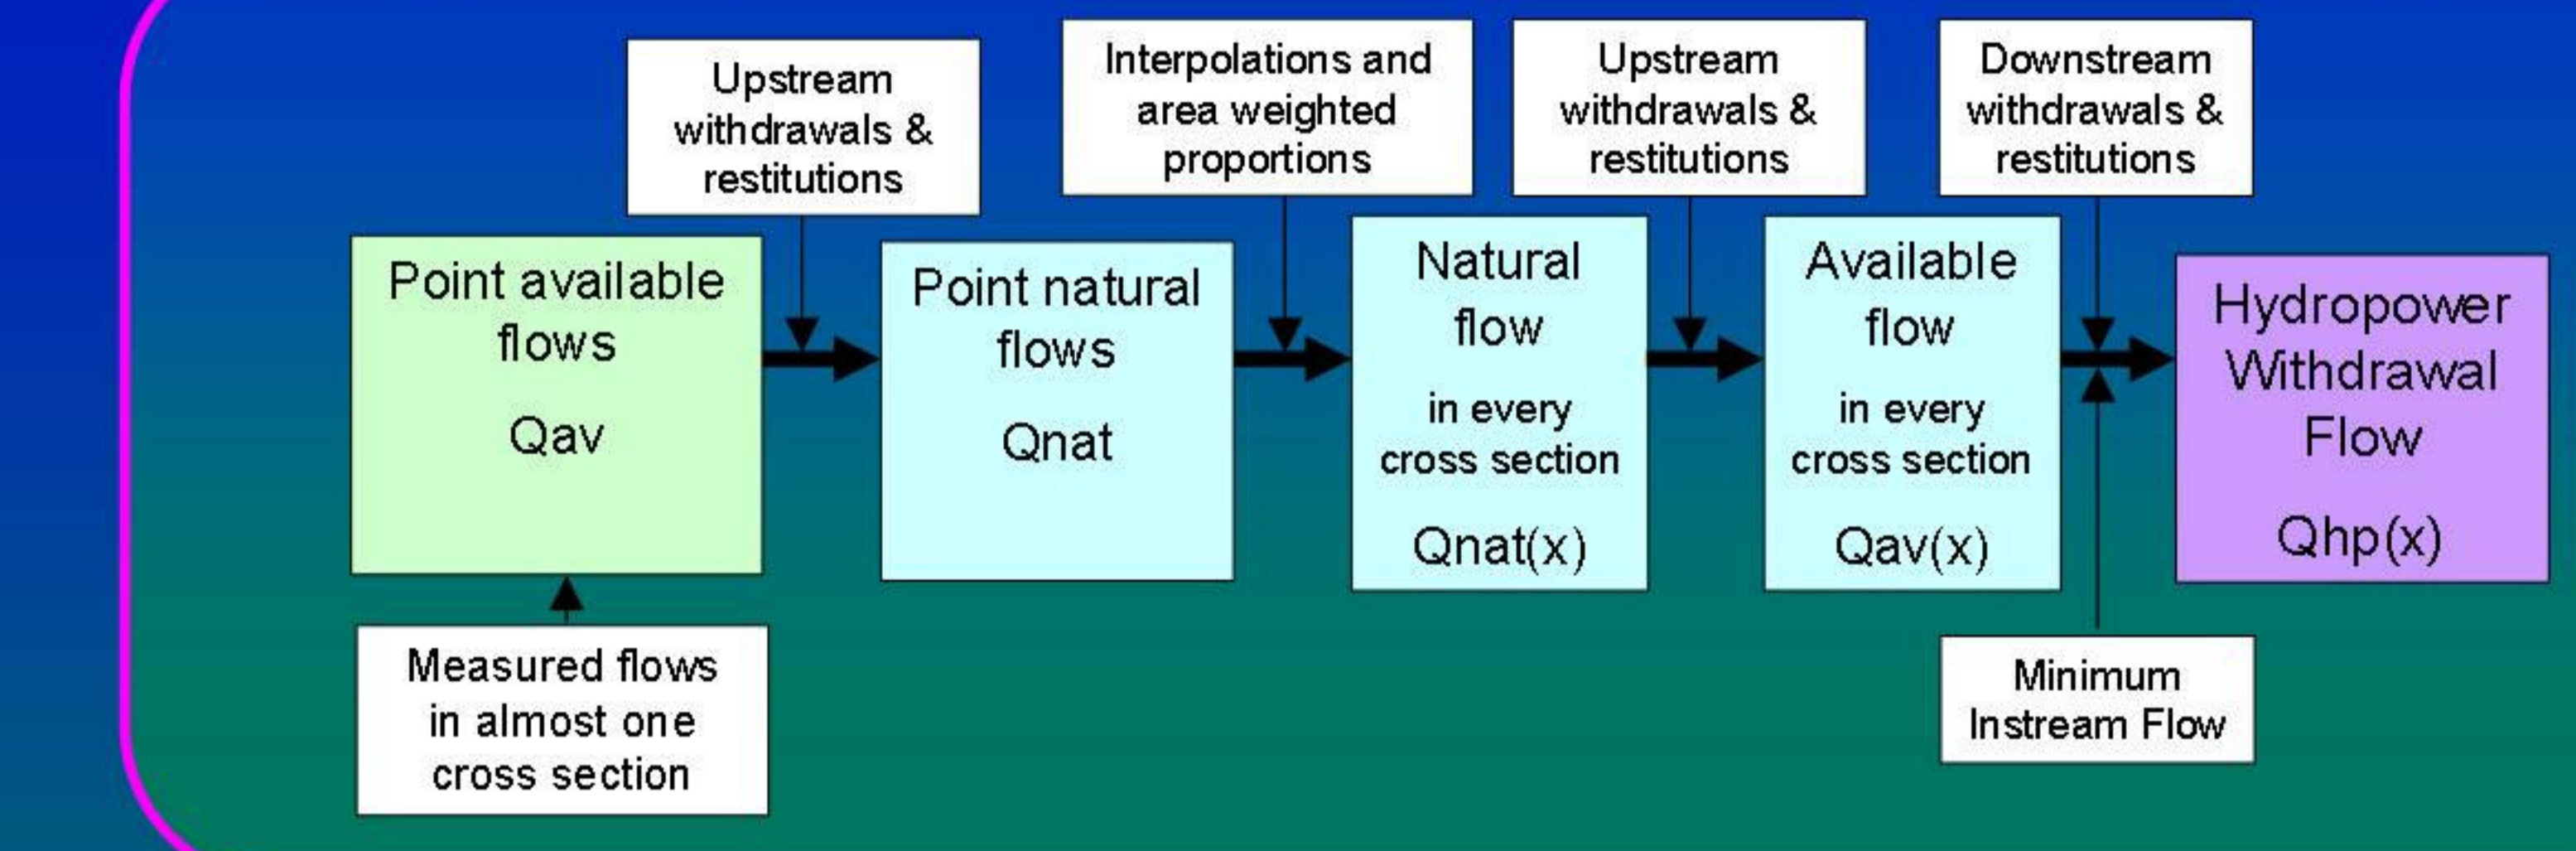 Upstream
withdrawals &
restitutions
Interpolations and
area weighted
proportions
Upstream
withdrawals &
restitutions
Downstream
withdrawals &
restitutions
Point available
flows
Qav
Point natural
flows
Qnat
Natural
flow
in every
cross section
Qnat(x)
Available
flow
in every
cross section
Qav(x)
Hydropower
Withdrawal
Flow
Qhp(x)
Measured flows
in almost one
cross section
Minimum
Instream Flow